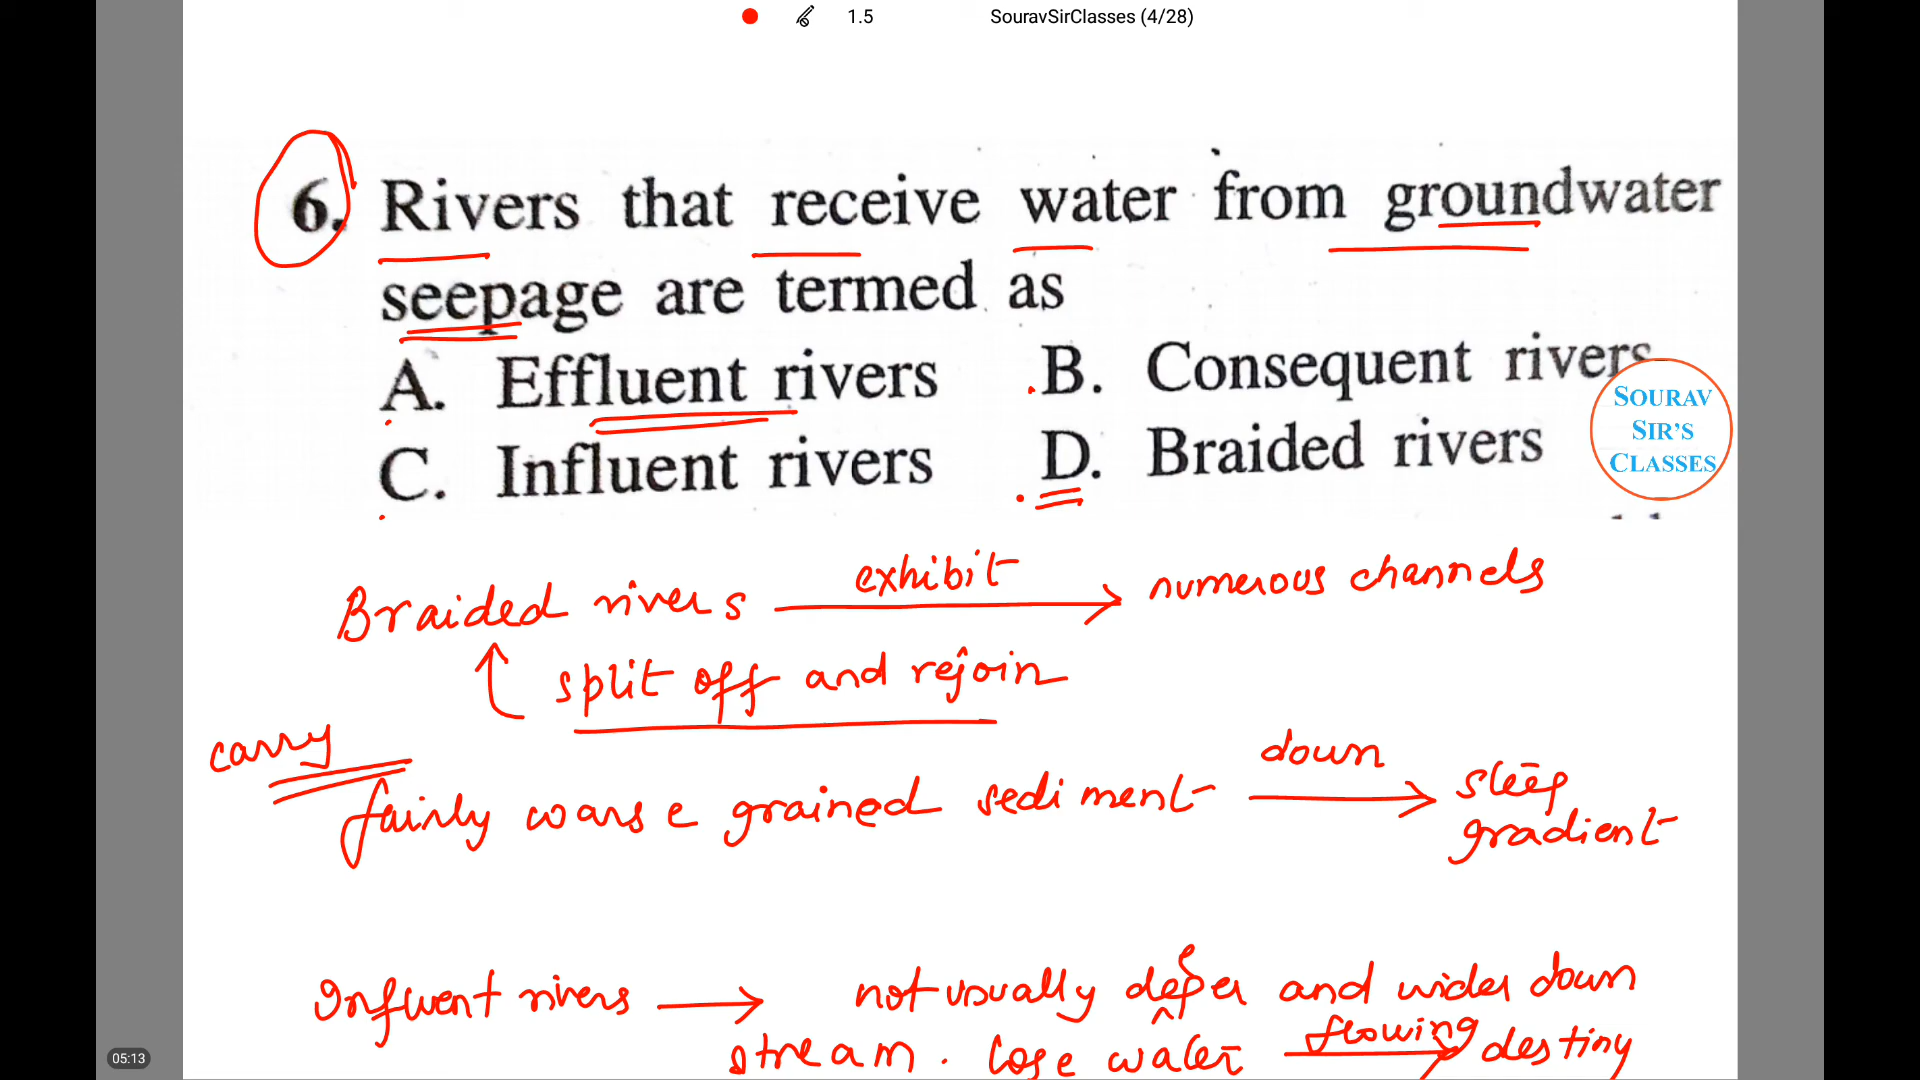 1.5 SouravSirClasses (4/28)
6. Rivers that receive water from groundwater
seepage are termed as
A. Effluent rivers B. Consequent rivers
C. Influent rivers D. Braided rivers
SOURAV
SIR'S
CLASSES
Braided rivers exhibit numerous channels
split off and rejoin
carry
fairly coarse grained sediment down steep
gradient
Influent rivers not usually deeper and wider down
stream. lose water flowing destiny
05:13